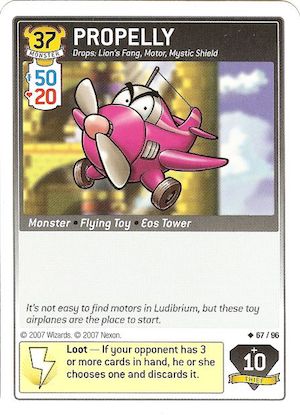 37
MONSTER
PROPELLY
Drops: Lion's Fang, Motor, Mystic Shield
50
20
Monster • Flying Toy • Eos Tower
It's not easy to find motors in Ludibrium, but these toy
airplanes are the place to start.
© 2007 Wizards. © 2007 Nexon.
◆ 67 / 96
Loot — If your opponent has 3
or more cards in hand, he or she
chooses one and discards it.
+
10
THIEF